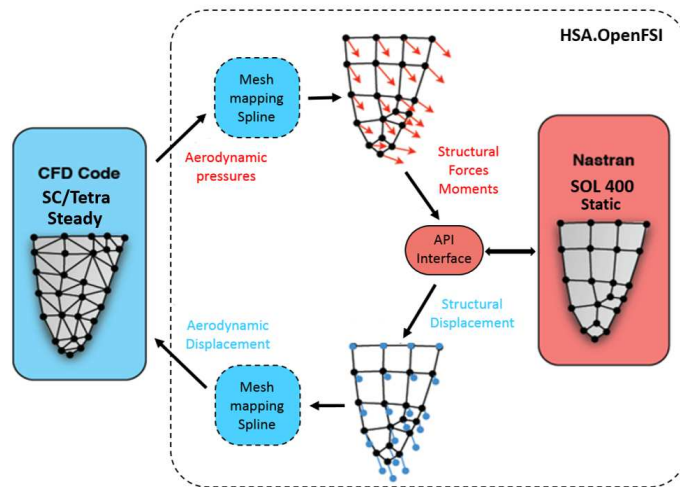 HSA.OpenFSI
Mesh
mapping
Spline
CFD Code
SC/Tetra
Steady
Aerodynamic
pressures
Structural
Forces
Moments
Nastran
SOL 400
Static
API
Interface
Aerodynamic
Displacement
Structural
Displacement
Mesh
mapping
Spline